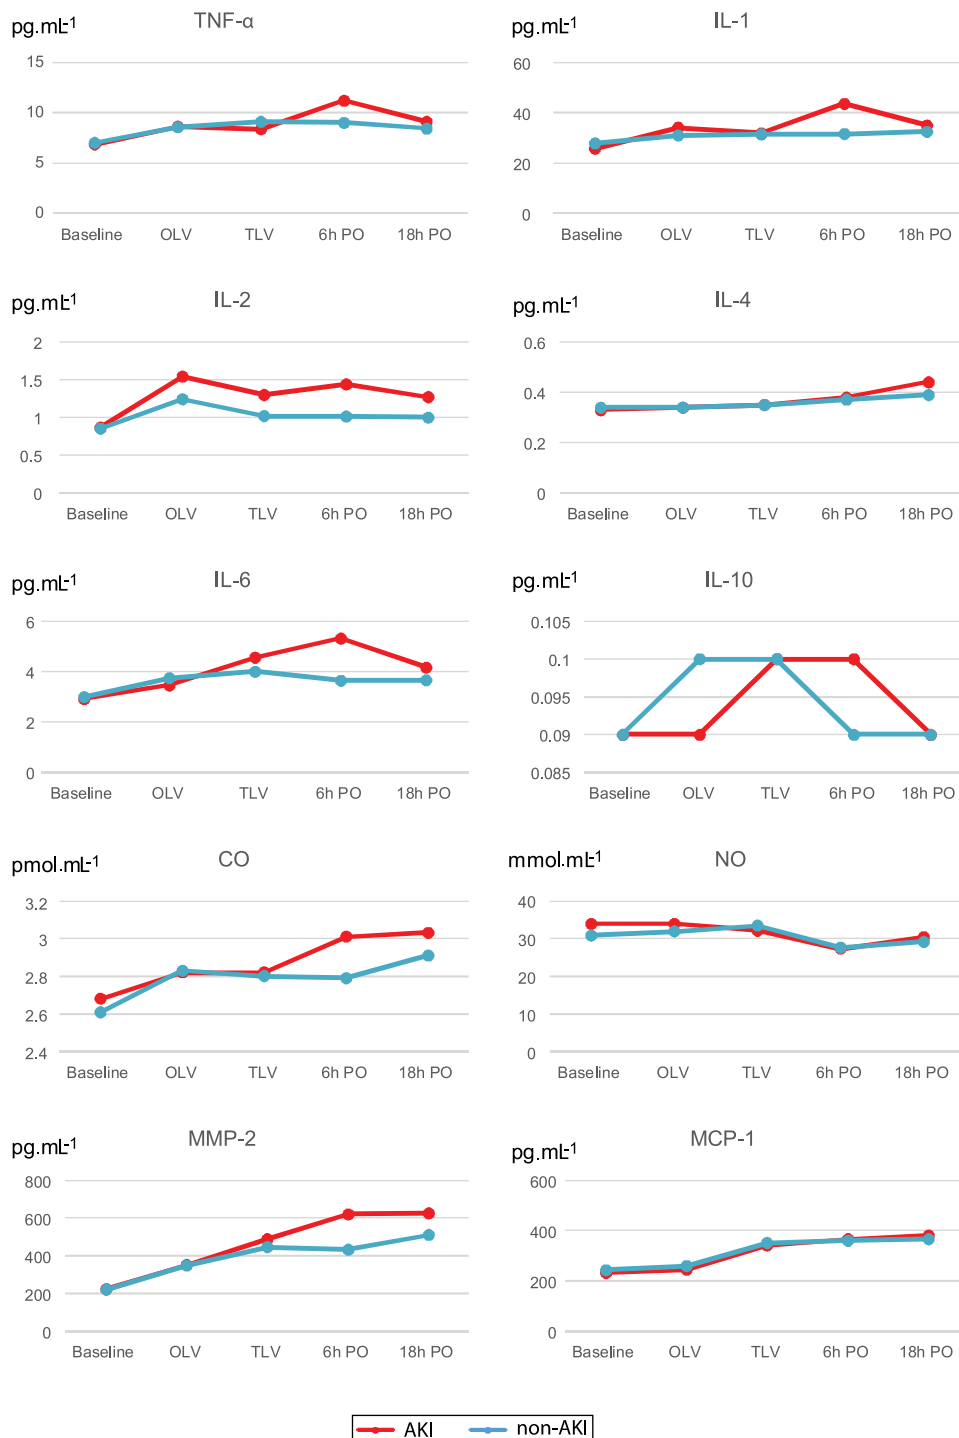 TNF-α
pg.mL-1
15
10
5
0
Baseline OLV TLV 6h PO 18h PO
IL-1
pg.mL-1
60
40
20
0
Baseline OLV TLV 6h PO 18h PO
IL-2
pg.mL-1
2
1.5
1
0.5
0
Baseline OLV TLV 6h PO 18h PO
IL-4
pg.mL-1
0.6
0.4
0.2
0
Baseline OLV TLV 6h PO 18h PO
IL-6
pg.mL-1
6
4
2
0
Baseline OLV TLV 6h PO 18h PO
IL-10
pg.mL-1
0.105
0.1
0.095
0.09
0.085
Baseline OLV TLV 6h PO 18h PO
CO
pmol.mL-1
3.2
3
2.8
2.6
2.4
Baseline OLV TLV 6h PO 18h PO
NO
mmol.mL-1
40
30
20
10
0
Baseline OLV TLV 6h PO 18h PO
MMP-2
pg.mL-1
800
600
400
200
0
Baseline OLV TLV 6h PO 18h PO
MCP-1
pg.mL-1
600
400
200
0
Baseline OLV TLV 6h PO 18h PO
AKI non-AKI